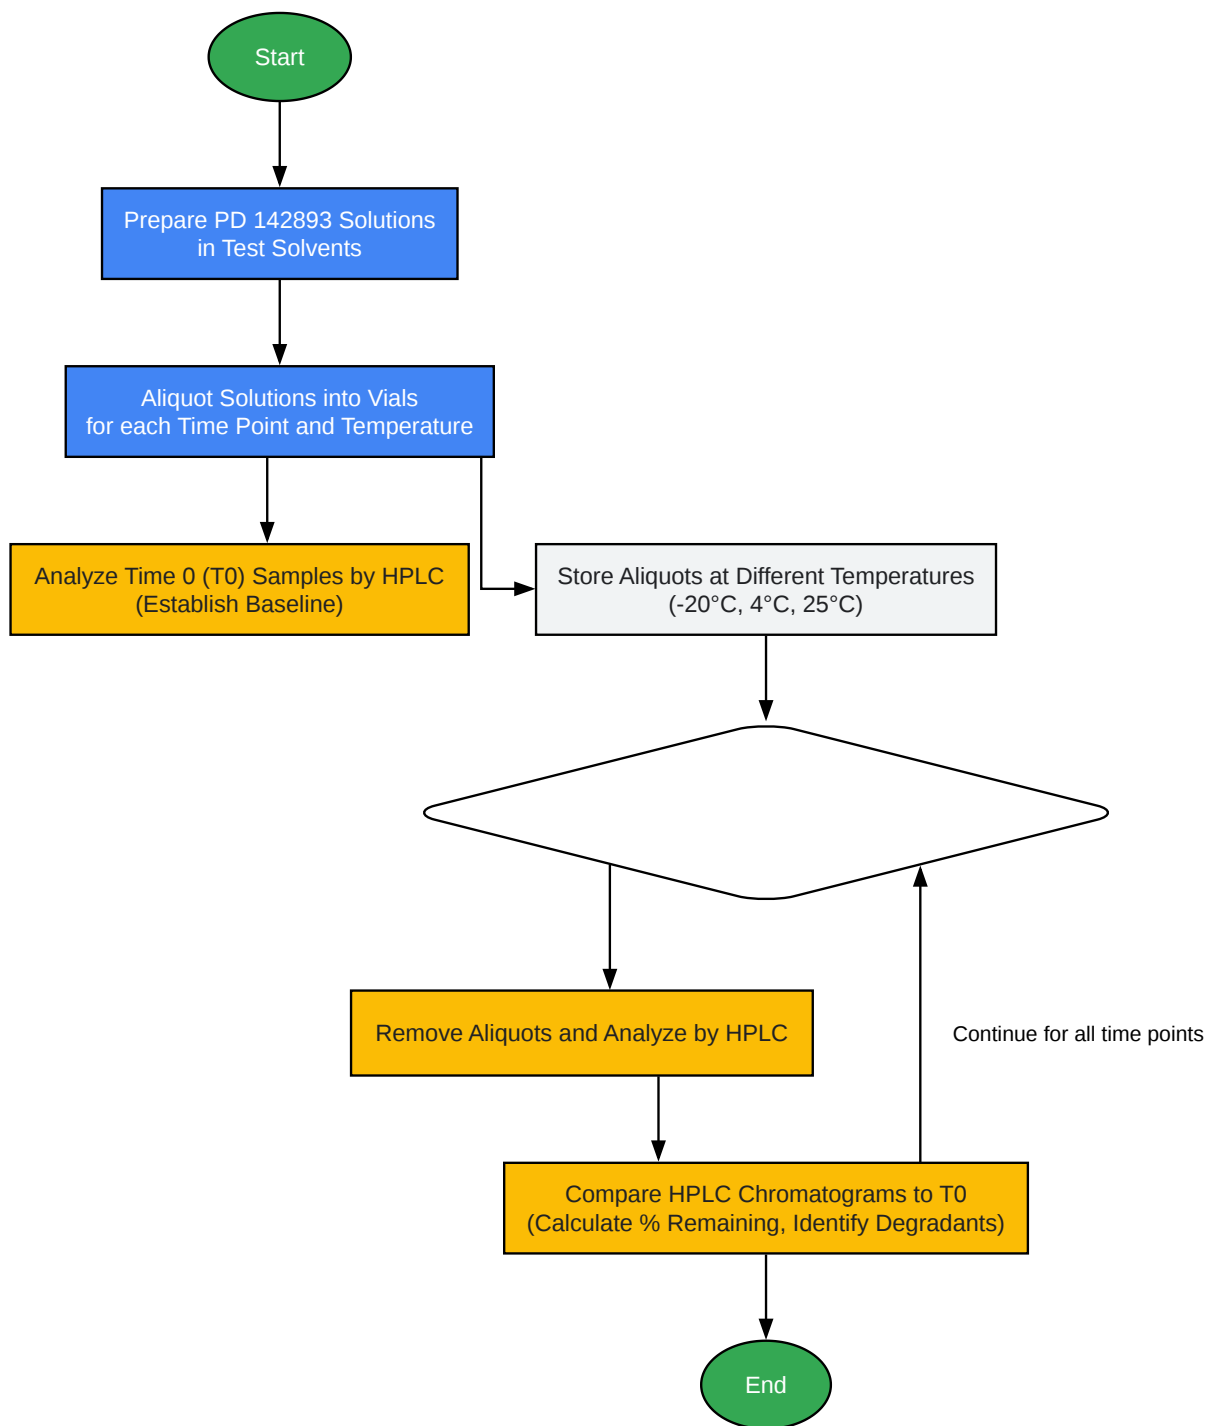 Start
Prepare PD 142893 Solutions
in Test Solvents
Aliquot Solutions into Vials
for each Time Point and Temperature
Analyze Time 0 (T0) Samples by HPLC
(Establish Baseline)
Store Aliquots at Different Temperatures
(-20°C, 4°C, 25°C)
Remove Aliquots and Analyze by HPLC
Continue for all time points
Compare HPLC Chromatograms to T0
(Calculate % Remaining, Identify Degradants)
End